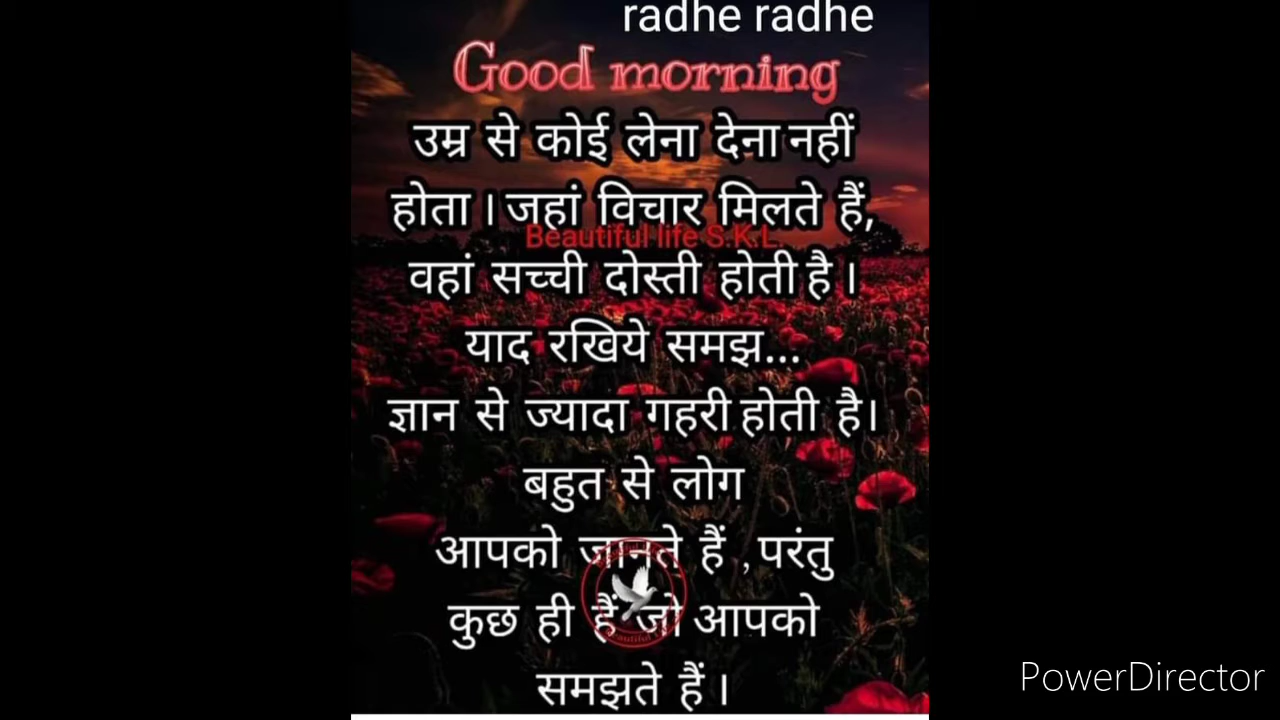 radhe radhe
Good morning
उम्र से कोई लेना देना नहीं
होता । जहां विचार मिलते हैं,
Beautiful life S.K.L.
वहां सच्ची दोस्ती होती है ।
याद रखिये समझ...
ज्ञान से ज्यादा गहरी होती है।
बहुत से लोग
आपको जानते हैं , परंतु
कुछ ही हैं जो आपको
समझते हैं ।
PowerDirector